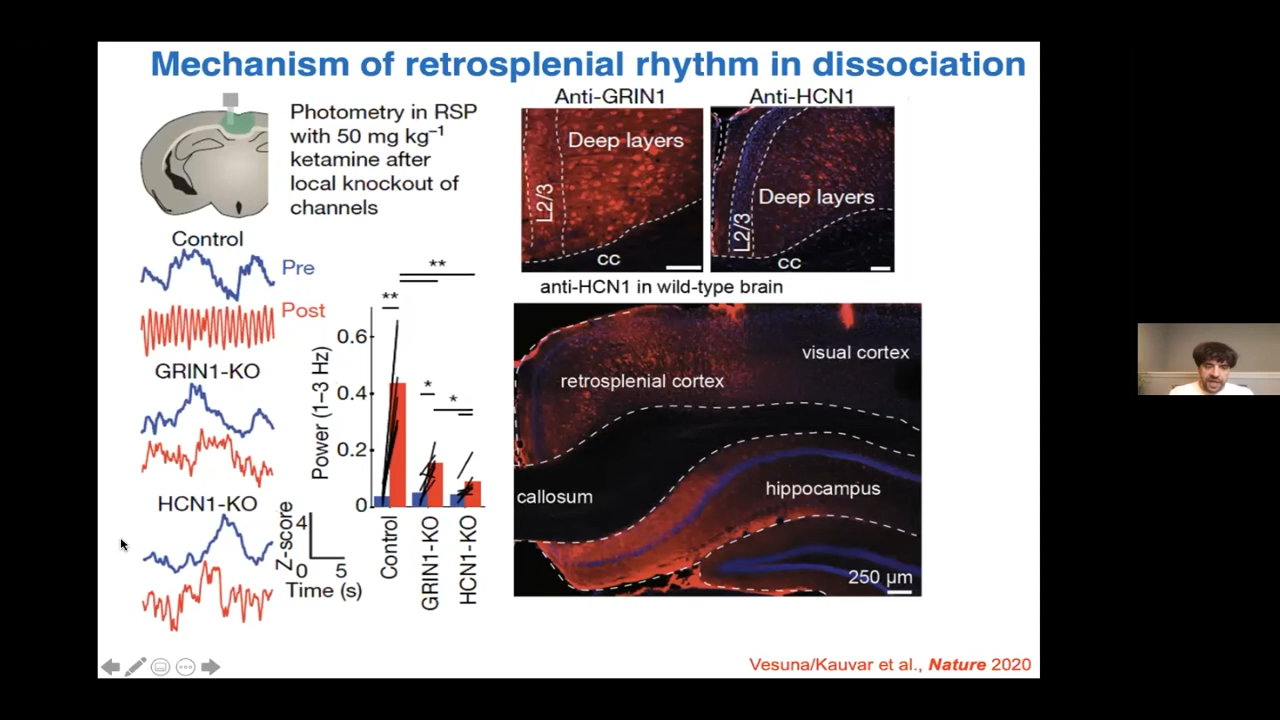 Mechanism of retrosplenial rhythm in dissociation
Photometry in RSP
with 50 mg kg⁻¹
ketamine after
local knockout of
channels
Control
Pre
Post
GRIN1-KO
HCN1-KO
Z-score
4
0
5
Time (s)
**
**
*
*
Power (1–3 Hz)
0.6
0.4
0.2
0
Control
GRIN1-KO
HCN1-KO
Anti-GRIN1
Deep layers
L2/3
cc
Anti-HCN1
Deep layers
L2/3
cc
anti-HCN1 in wild-type brain
visual cortex
retrosplenial cortex
callosum
hippocampus
250 µm
Vesuna/Kauvar et al., Nature 2020